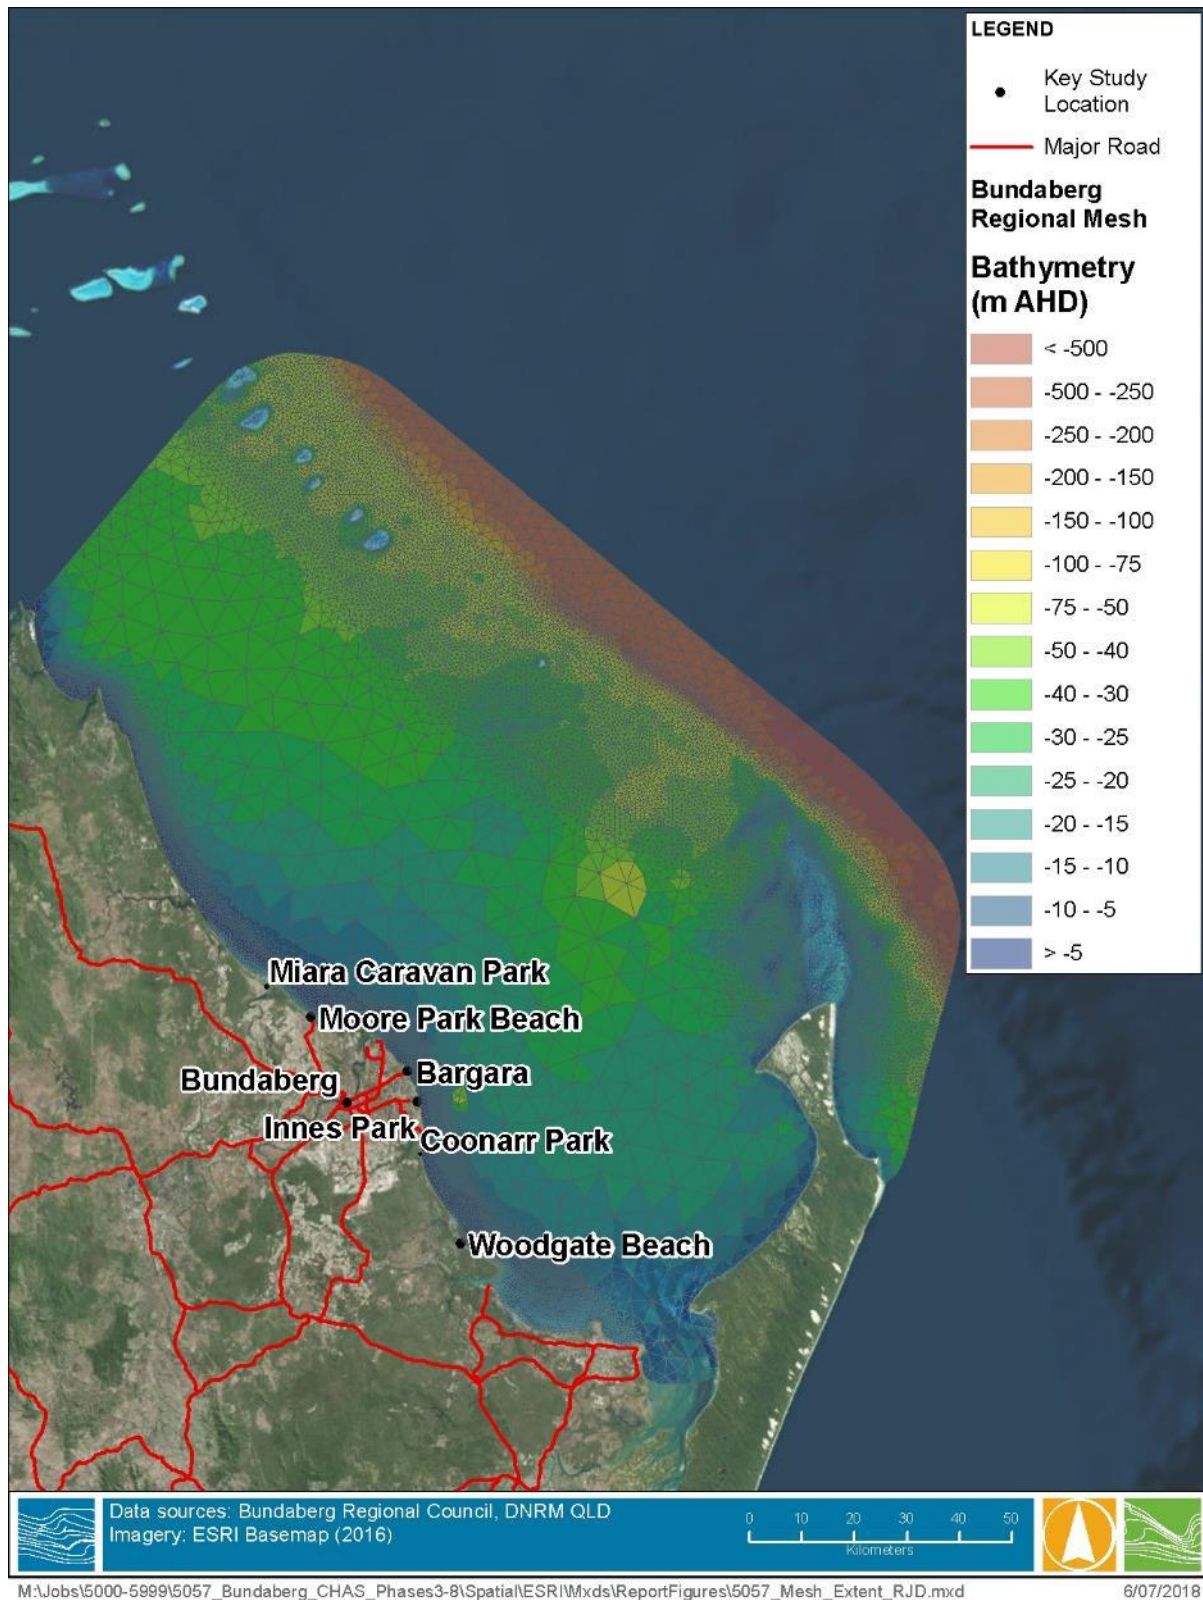 LEGEND
Key Study
Location
Major Road
Bundaberg
Regional Mesh
Bathymetry
(m AHD)
< -500
-500 - -250
-250 - -200
-200 - -150
-150 - -100
-100 - -75
-75 - -50
-50 - -40
-40 - -30
-30 - -25
-25 - -20
-20 - -15
-15 - -10
-10 - -5
> -5
Miara Caravan Park
Moore Park Beach
Bargara
Bundaberg
Innes Park
Coonarr Park
Woodgate Beach
Data sources: Bundaberg Regional Council, DNRM QLD
Imagery: ESRI Basemap (2016)
0 10 20 30 40 50
Kilometers
M:\Jobs\5000-5999\5057_Bundaberg_CHAS_Phases3-8\Spatial\ESRI\Mxds\ReportFigures\5057_Mesh_Extent_RJD.mxd
6/07/2018